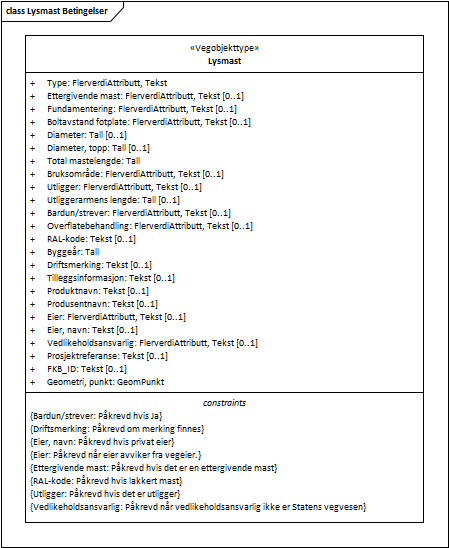 class Lysmast Betingelser
«Vegobjekttype»
Lysmast
+ Type: FlerverdiAttributt, Tekst
+ Ettergivende mast: FlerverdiAttributt, Tekst [0..1]
+ Fundamentering: FlerverdiAttributt, Tekst [0..1]
+ Boltavstand fotplate: FlerverdiAttributt, Tekst [0..1]
+ Diameter: Tall [0..1]
+ Diameter, topp: Tall [0..1]
+ Total mastelengde: Tall
+ Bruksområde: FlerverdiAttributt, Tekst [0..1]
+ Utligger: FlerverdiAttributt, Tekst [0..1]
+ Utliggerarmens lengde: Tall [0..1]
+ Bardun/strever: FlerverdiAttributt, Tekst [0..1]
+ Overflatebehandling: FlerverdiAttributt, Tekst [0..1]
+ RAL-kode: Tekst [0..1]
+ Byggeår: Tall
+ Driftsmerking: Tekst [0..1]
+ Tilleggsinformasjon: Tekst [0..1]
+ Produktnavn: Tekst [0..1]
+ Produsentnavn: Tekst [0..1]
+ Eier: FlerverdiAttributt, Tekst [0..1]
+ Eier, navn: Tekst [0..1]
+ Vedlikeholdsansvarlig: FlerverdiAttributt, Tekst [0..1]
+ Prosjektreferanse: Tekst [0..1]
+ FKB_ID: Tekst [0..1]
+ Geometri, punkt: GeomPunkt
constraints
{Bardun/strever: Påkrevd hvis Ja}
{Driftsmerking: Påkrevd om merking finnes}
{Eier, navn: Påkrevd hvis privat eier}
{Eier: Påkrevd når eier avviker fra vegeier.}
{Ettergivende mast: Påkrevd hvis det er en ettergivende mast}
{RAL-kode: Påkrevd hvis lakkert mast}
{Utligger: Påkrevd hvis det er utligger}
{Vedlikeholdsansvarlig: Påkrevd når vedlikeholdsansvarlig ikke er Statens vegvesen}